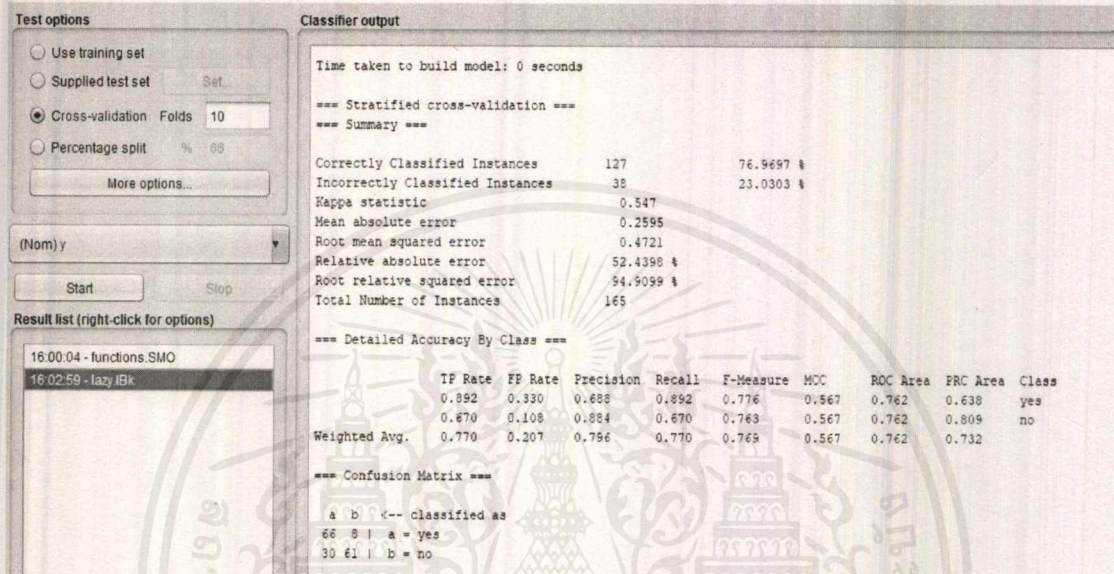 Test options
Use training set
Supplied test set Set...
Cross-validation Folds 10
Percentage split % 66
More options...
(Nom) y
Start Stop
Result list (right-click for options)
16:00:04 - functions.SMO
16:02:59 - lazy.IBk
Classifier output
Time taken to build model: 0 seconds
=== Stratified cross-validation ===
=== Summary ===
Correctly Classified Instances 127 76.9697 %
Incorrectly Classified Instances 38 23.0303 %
Kappa statistic 0.547
Mean absolute error 0.2595
Root mean squared error 0.4721
Relative absolute error 52.4398 %
Root relative squared error 94.9099 %
Total Number of Instances 165
=== Detailed Accuracy By Class ===
TP Rate FP Rate Precision Recall F-Measure MCC ROC Area PRC Area Class
0.892 0.330 0.688 0.892 0.776 0.567 0.762 0.638 yes
0.670 0.108 0.884 0.670 0.763 0.567 0.762 0.809 no
Weighted Avg. 0.770 0.207 0.796 0.770 0.769 0.567 0.762 0.732
=== Confusion Matrix ===
a b <-- classified as
66 8 | a = yes
30 61 | b = no